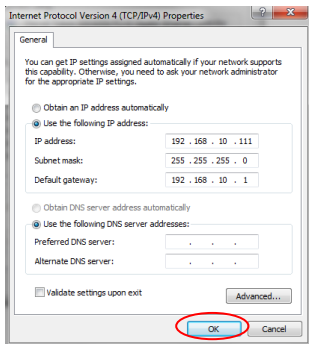 Internet Protocol Version 4 (TCP/IPv4) Properties
General
You can get IP settings assigned automatically if your network supports
this capability. Otherwise, you need to ask your network administrator
for the appropriate IP settings.
Obtain an IP address automatically
Use the following IP address:
IP address: 192 . 168 . 10 . 111
Subnet mask: 255 . 255 . 255 . 0
Default gateway: 192 . 168 . 10 . 1
Obtain DNS server address automatically
Use the following DNS server addresses:
Preferred DNS server: . . .
Alternate DNS server: . . .
Validate settings upon exit
Advanced...
OK Cancel